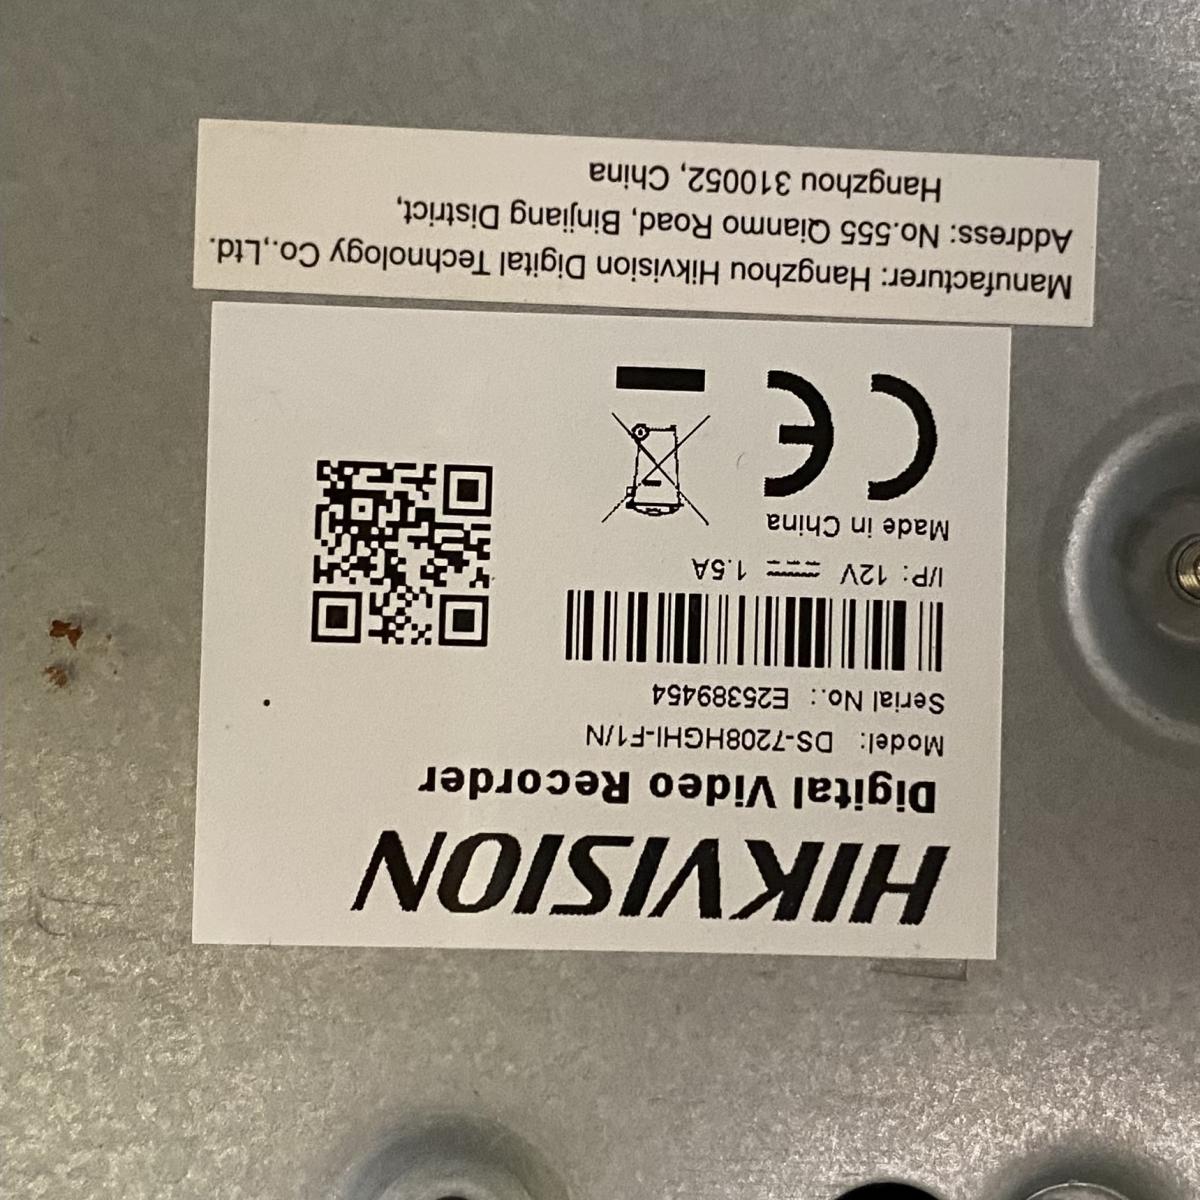 HIKVISION
Digital Video Recorder
Model: DS-7208HGHI-F1/N
Serial No.: E25389454
I/P: 12V ⎓ 1.5A
Made in China
CE
Manufacturer: Hangzhou Hikvision Digital Technology Co.,Ltd.
Address: No.555 Qianmo Road, Binjiang District,
Hangzhou 310052, China